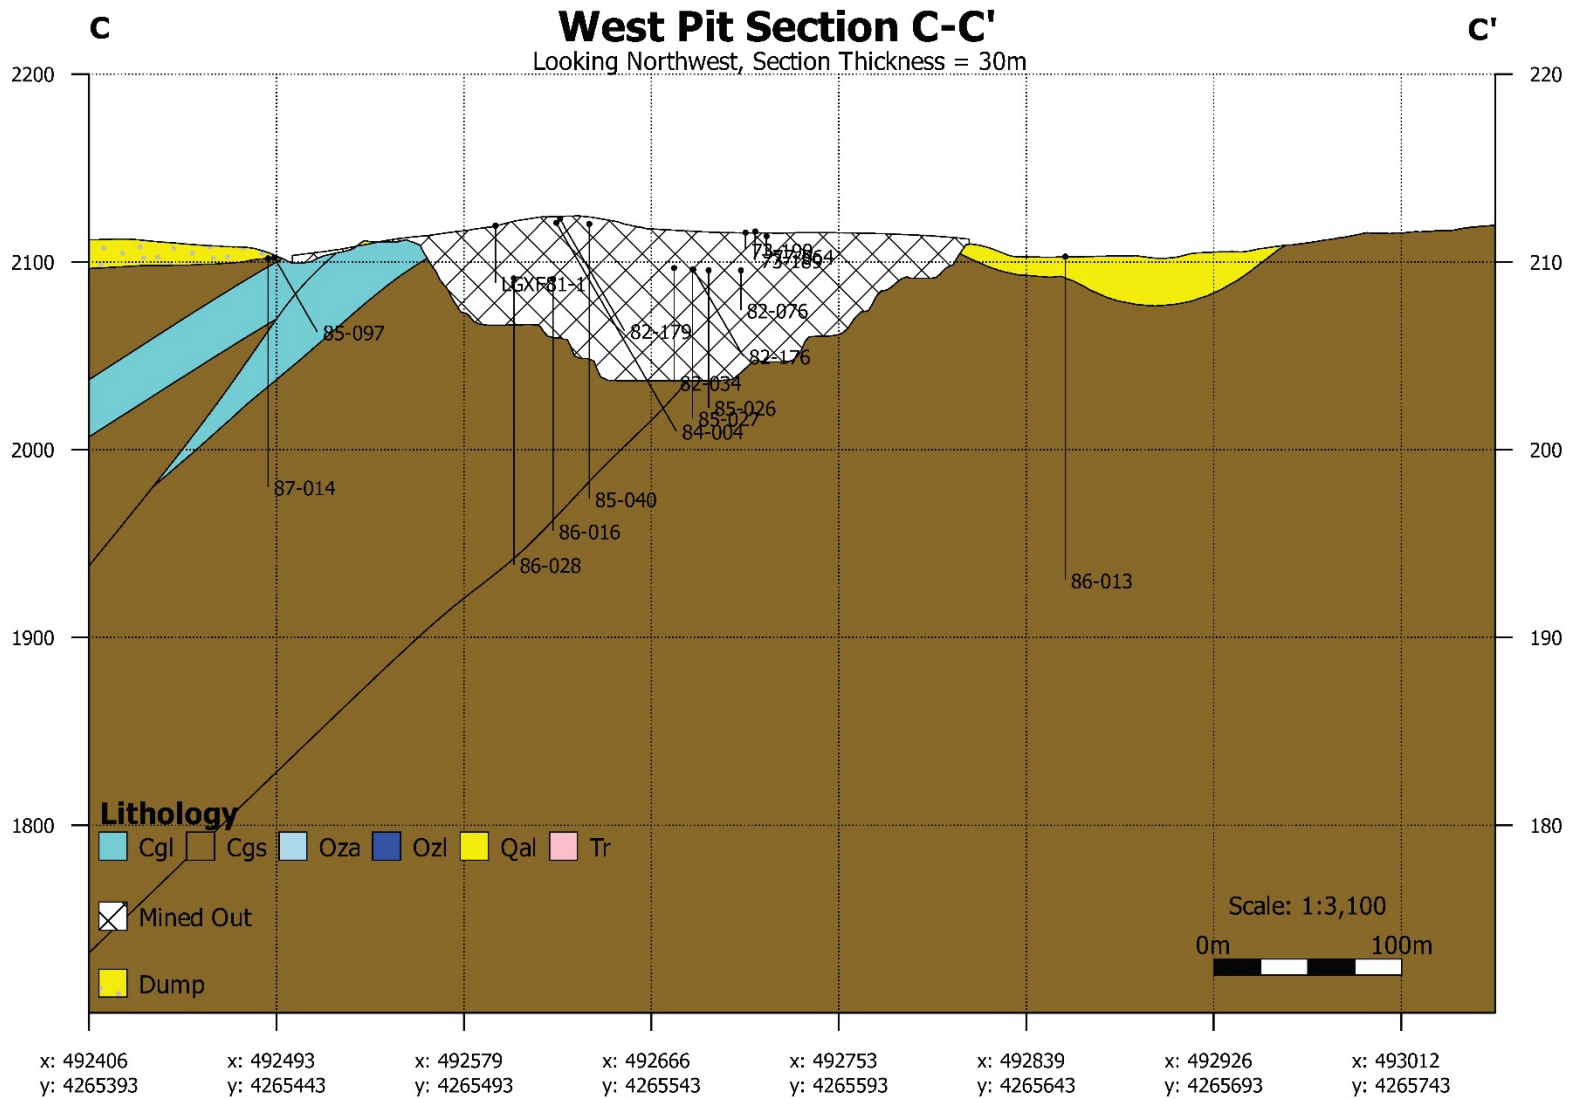 C
West Pit Section C-C'
C'
Looking Northwest, Section Thickness = 30m
2200
220
2100
210
2000
200
1900
190
1800
180
73-190
73-189
LGXF81-1
82-076
85-097
82-179
82-176
82-034
85-026
85-027
84-004
87-014
85-040
86-016
86-028
86-013
Lithology
Cgl
Cgs
Oza
Ozl
Qal
Tr
Mined Out
Dump
Scale: 1:3,100
0m
100m
x: 492406
y: 4265393
x: 492493
y: 4265443
x: 492579
y: 4265493
x: 492666
y: 4265543
x: 492753
y: 4265593
x: 492839
y: 4265643
x: 492926
y: 4265693
x: 493012
y: 4265743